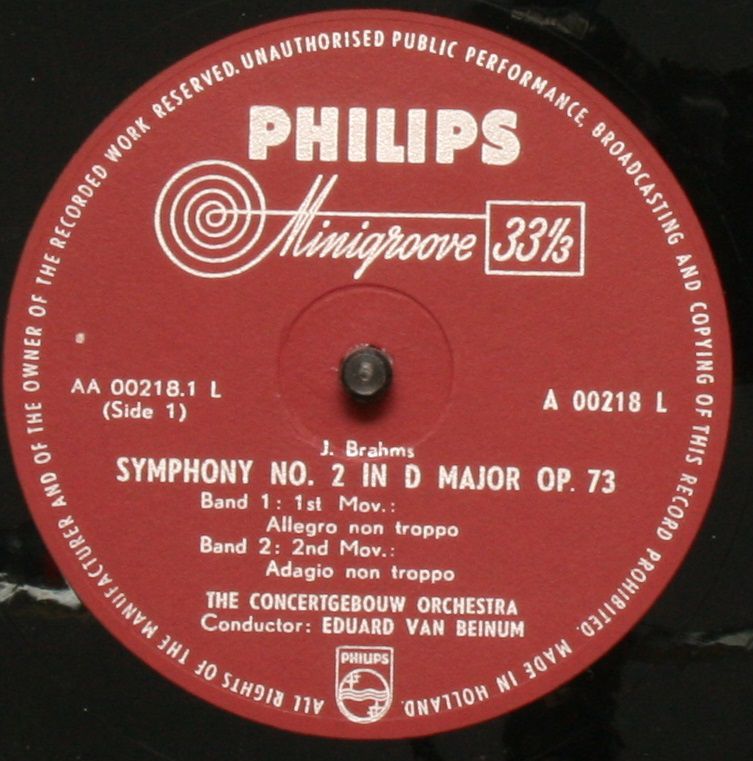 ALL RIGHTS OF THE MANUFACTURER AND OF THE OWNER OF THE RECORDED WORK RESERVED. UNAUTHORISED PUBLIC PERFORMANCE, BROADCASTING AND COPYING OF THIS RECORD PROHIBITED. MADE IN HOLLAND.
PHILIPS
Minigroove 33⅓
AA 00218.1 L
(Side 1)
A 00218 L
J. Brahms
SYMPHONY NO. 2 IN D MAJOR OP. 73
Band 1: 1st Mov.:
Allegro non troppo
Band 2: 2nd Mov.:
Adagio non troppo
THE CONCERTGEBOUW ORCHESTRA
Conductor: EDUARD VAN BEINUM
PHILIPS